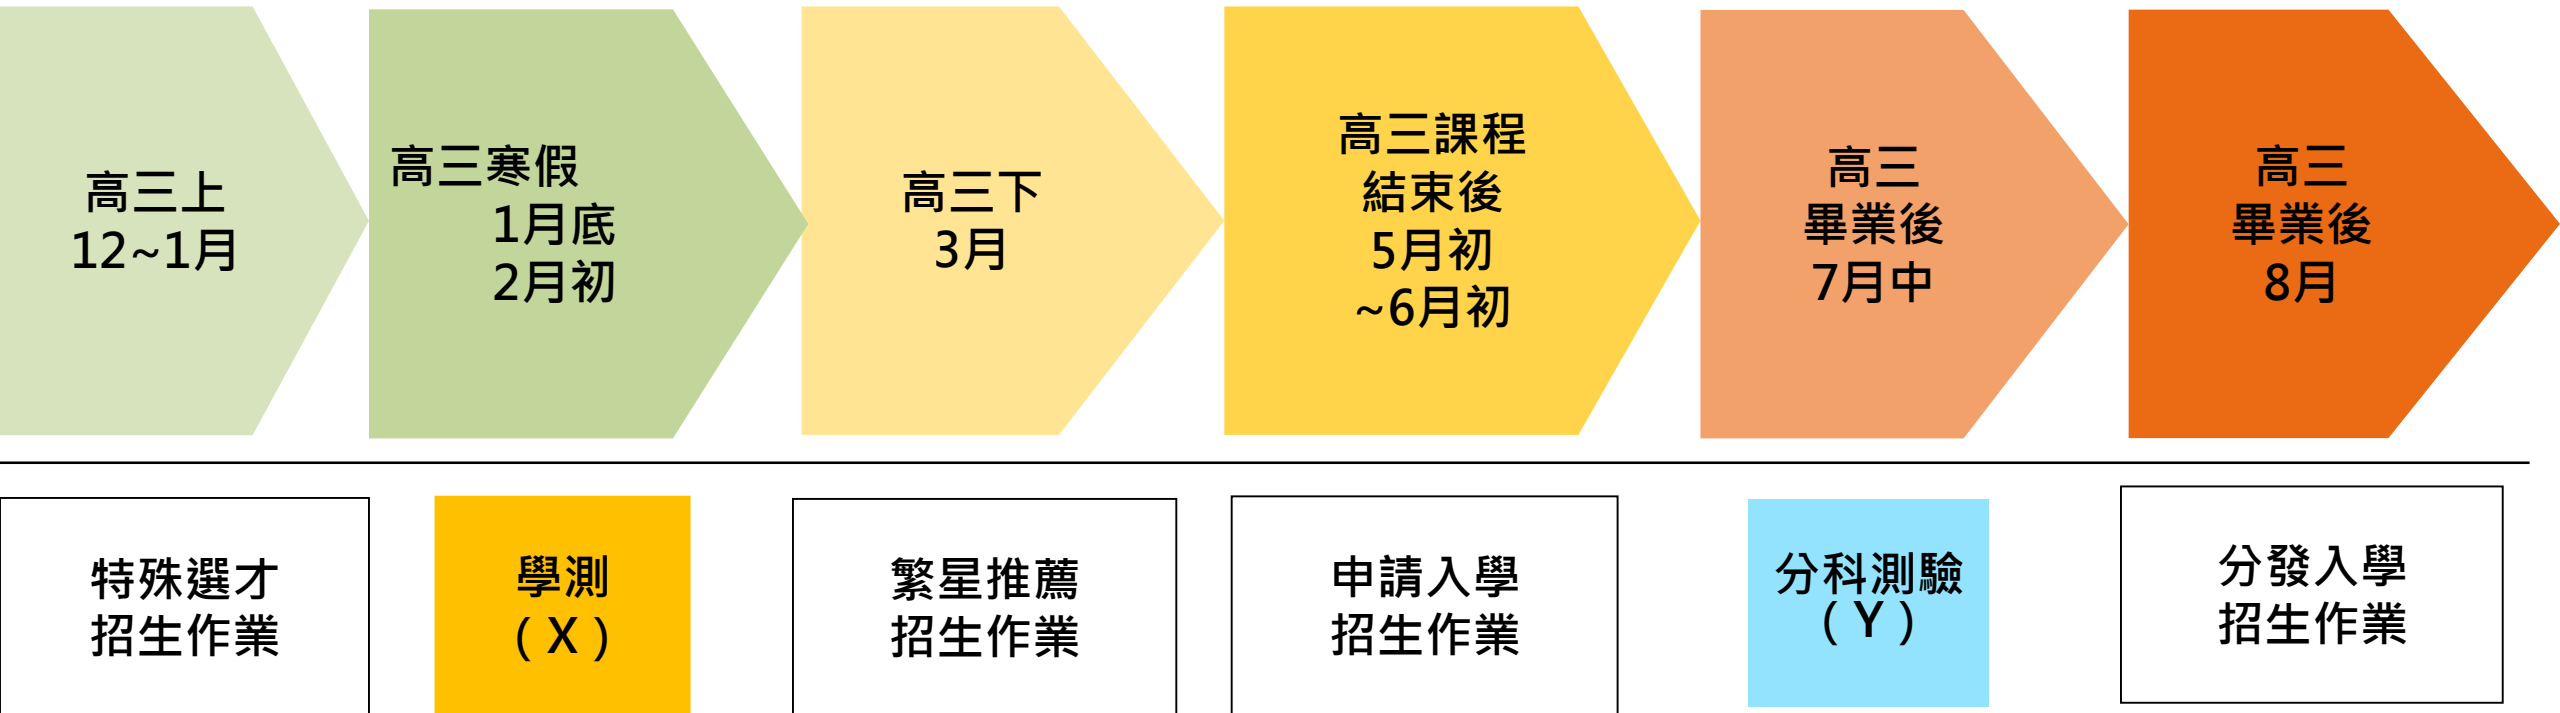 高三上
12~1月
高三寒假
1月底
2月初
高三下
3月
高三課程
結束後
5月初
~6月初
高三
畢業後
7月中
高三
畢業後
8月
特殊選才
招生作業
學測
（X）
繁星推薦
招生作業
申請入學
招生作業
分科測驗
（Y）
分發入學
招生作業